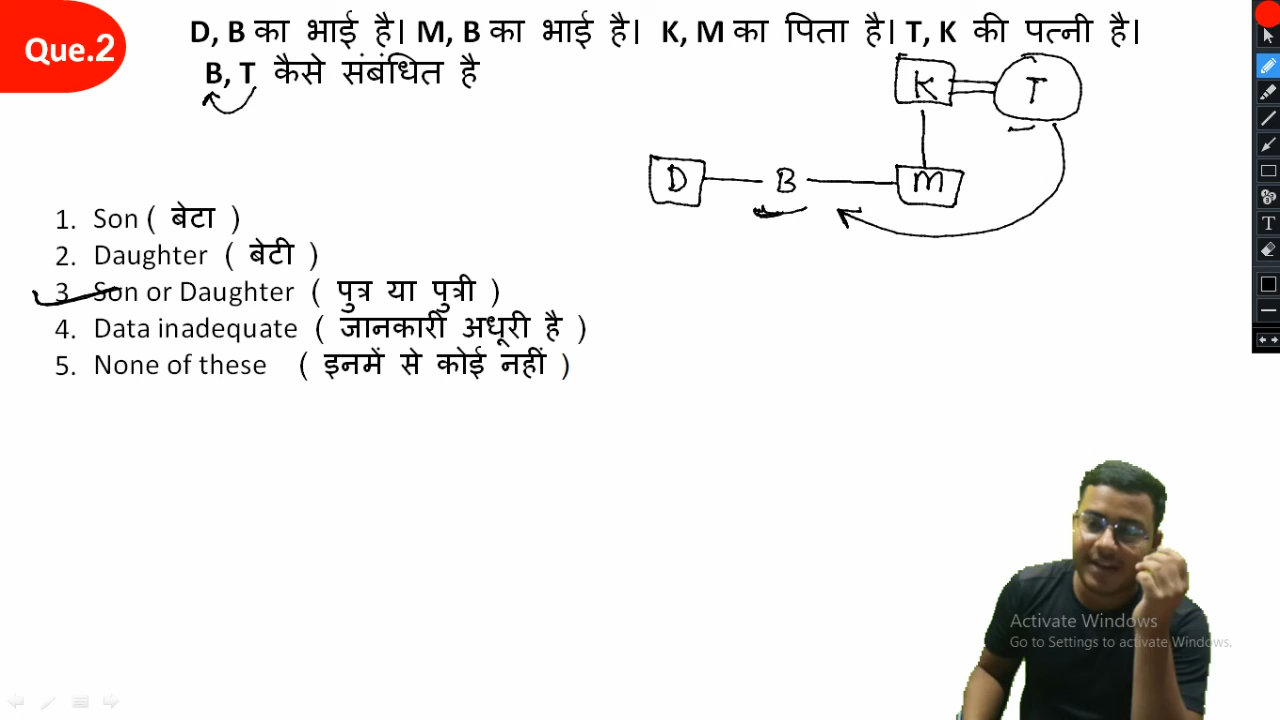 Que.2
D, B का भाई है। M, B का भाई है। K, M का पिता है। T, K की पत्नी है।
B, T कैसे संबंधित है
K T
D B M
1. Son ( बेटा )
2. Daughter ( बेटी )
3. Son or Daughter ( पुत्र या पुत्री )
4. Data inadequate ( जानकारी अधूरी है )
5. None of these ( इनमें से कोई नहीं )
Activate Windows
Go to Settings to activate Windows.
T